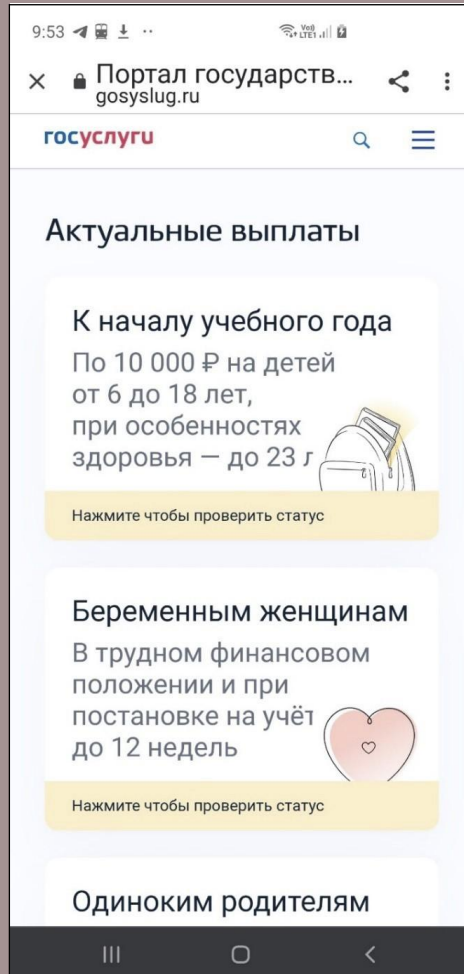 9:53
Vo))
LTE1
Портал государств...
gosyslug.ru
госуслуги
Актуальные выплаты
К началу учебного года
По 10 000 ₽ на детей
от 6 до 18 лет,
при особенностях
здоровья — до 23 л
Нажмите чтобы проверить статус
Беременным женщинам
В трудном финансовом
положении и при
постановке на учёт
до 12 недель
Нажмите чтобы проверить статус
Одиноким родителям